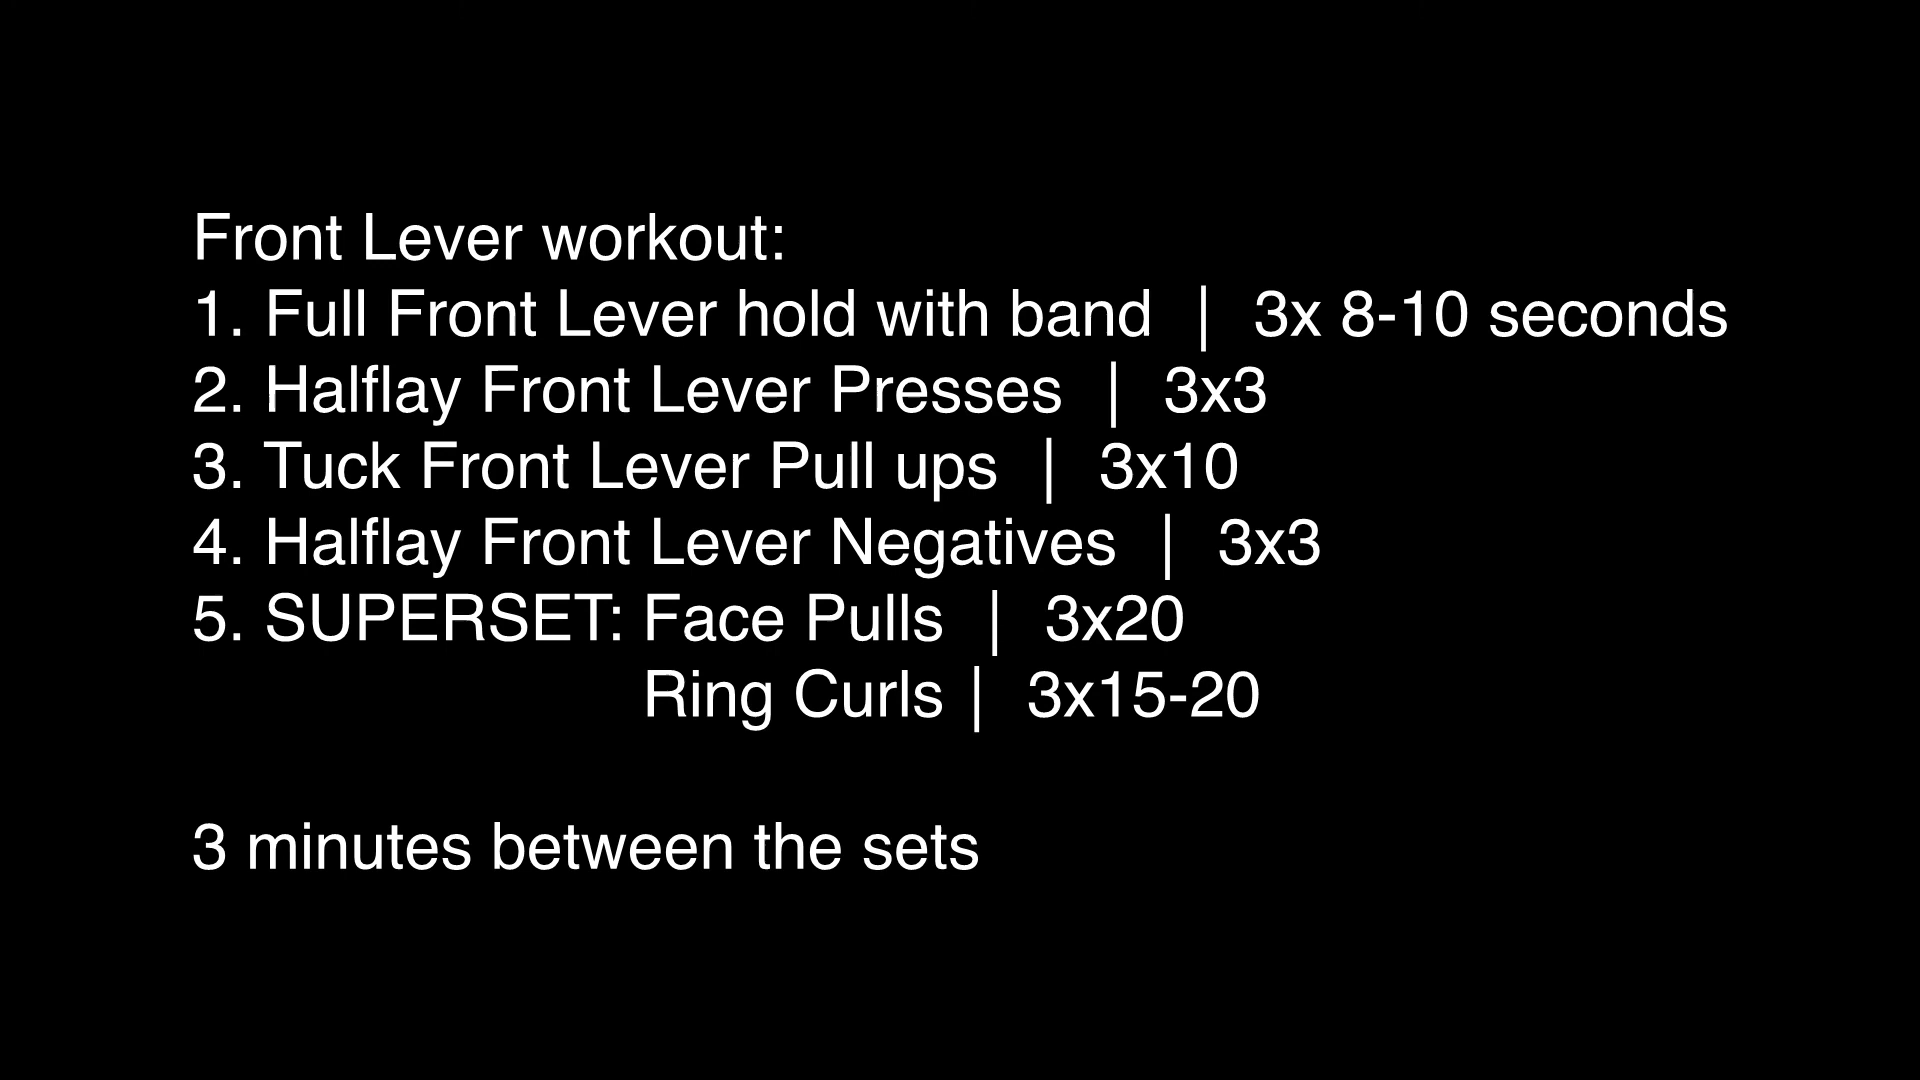 Front Lever workout:
1. Full Front Lever hold with band | 3x 8-10 seconds
2. Halflay Front Lever Presses | 3x3
3. Tuck Front Lever Pull ups | 3x10
4. Halflay Front Lever Negatives | 3x3
5. SUPERSET: Face Pulls | 3x20
Ring Curls | 3x15-20
3 minutes between the sets